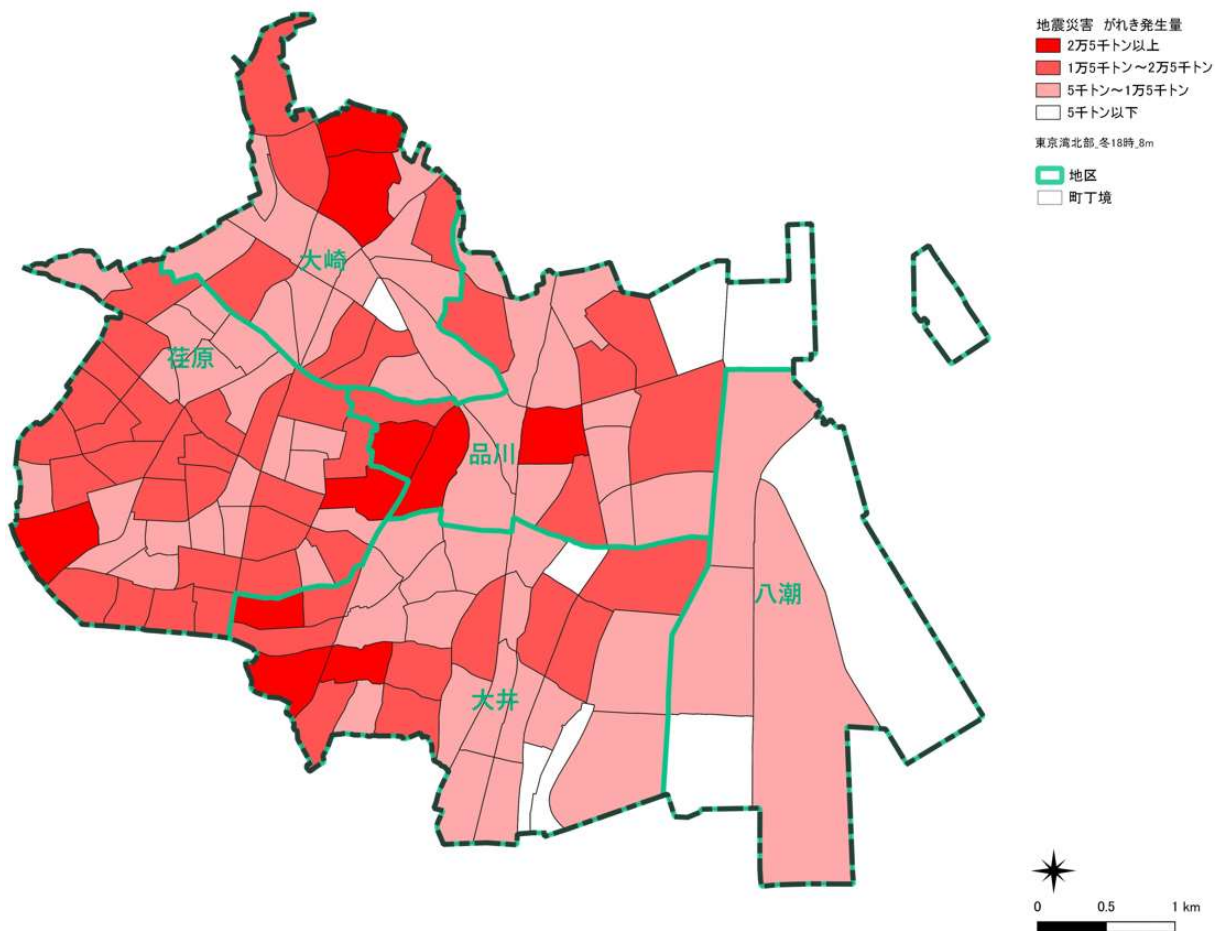 地震災害 がれき発生量
2万5千トン以上
1万5千トン～2万5千トン
5千トン～1万5千トン
5千トン以下
東京湾北部_冬18時_8m
地区
町丁境
大崎
荏原
品川
八潮
大井
0 0.5 1 km